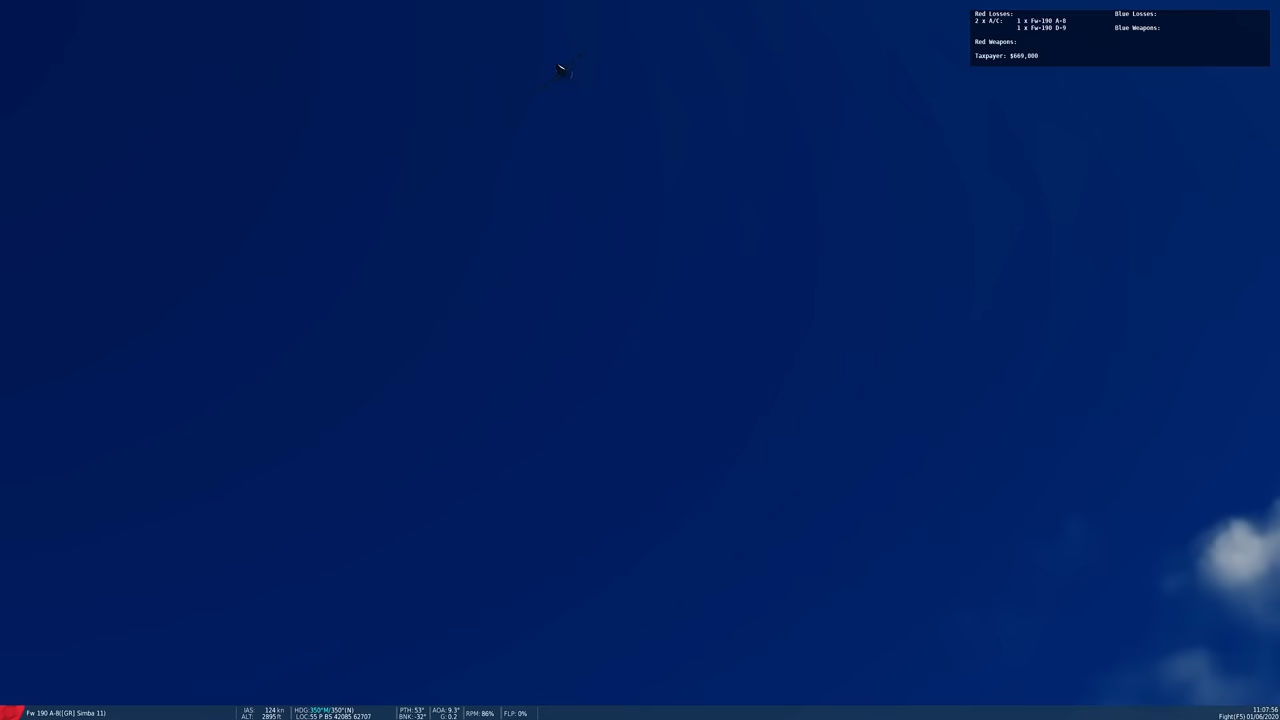 Red Losses: Blue Losses:
2 x A/C: 1 x Fw-190 A-8
1 x Fw-190 D-9 Blue Weapons:
Red Weapons:
Taxpayer: $669,000
Fw 190 A-8([GR] Simba 11) IAS: 124 kn HDG:350°M/350°(N) PTH: 53° AOA: 9.3° RPM: 86% FLP: 0% 11:07:56
ALT: 2895 ft LOC:55 P BS 42085 62707 BNK: -32° G: 0.2 Fight(F5) 01/06/2020